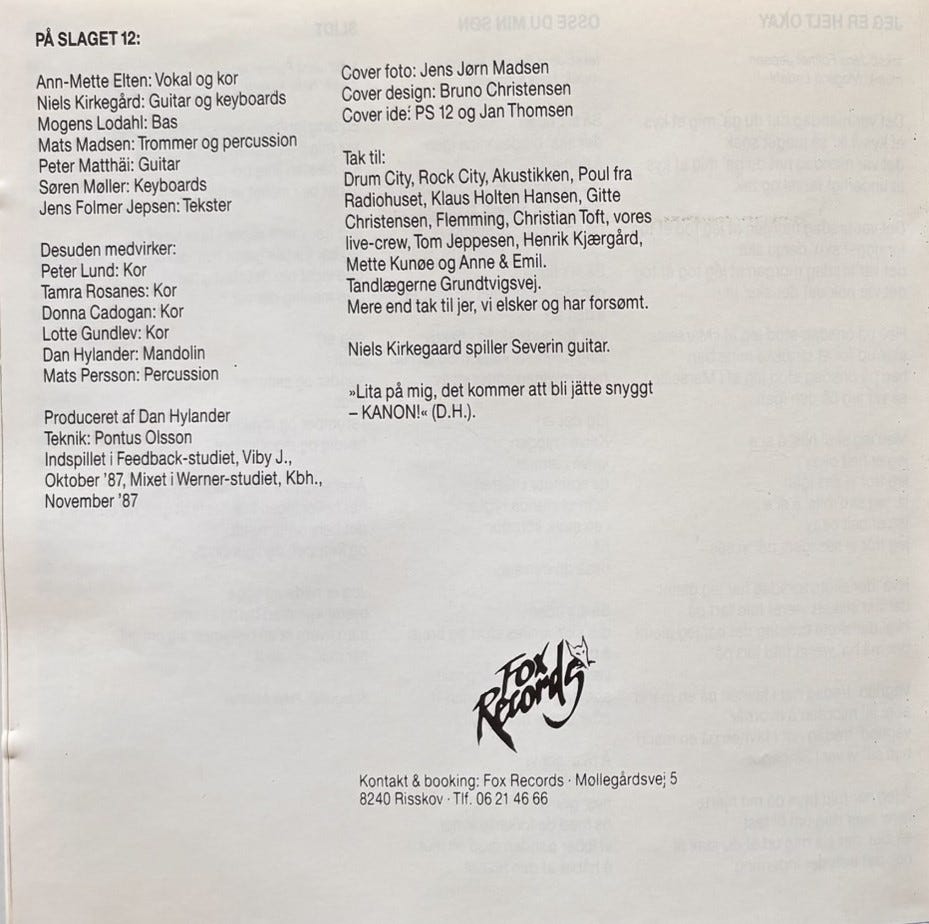 PÅ SLAGET 12:
Ann-Mette Elten: Vokal og kor
Niels Kirkegård: Guitar og keyboards
Mogens Lodahl: Bas
Mats Madsen: Trommer og percussion
Peter Matthäi: Guitar
Søren Møller: Keyboards
Jens Folmer Jepsen: Tekster
Desuden medvirker:
Peter Lund: Kor
Tamra Rosanes: Kor
Donna Cadogan: Kor
Lotte Gundlev: Kor
Dan Hylander: Mandolin
Mats Persson: Percussion
Produceret af Dan Hylander
Teknik: Pontus Olsson
Indspillet i Feedback-studiet, Viby J.,
Oktober '87, Mixet i Werner-studiet, Kbh.,
November '87
Cover foto: Jens Jørn Madsen
Cover design: Bruno Christensen
Cover ide: PS 12 og Jan Thomsen
Tak til:
Drum City, Rock City, Akustikken, Poul fra
Radiohuset, Klaus Holten Hansen, Gitte
Christensen, Flemming, Christian Toft, vores
live-crew, Tom Jeppesen, Henrik Kjærgård,
Mette Kunøe og Anne & Emil.
Tandlægerne Grundtvigsvej.
Mere end tak til jer, vi elsker og har forsømt.
Niels Kirkegaard spiller Severin guitar.
»Lita på mig, det kommer att bli jätte snyggt
– KANON!« (D.H.).
Fox
Records
Kontakt & booking: Fox Records · Møllegårdsvej 5
8240 Risskov · Tlf. 06 21 46 66